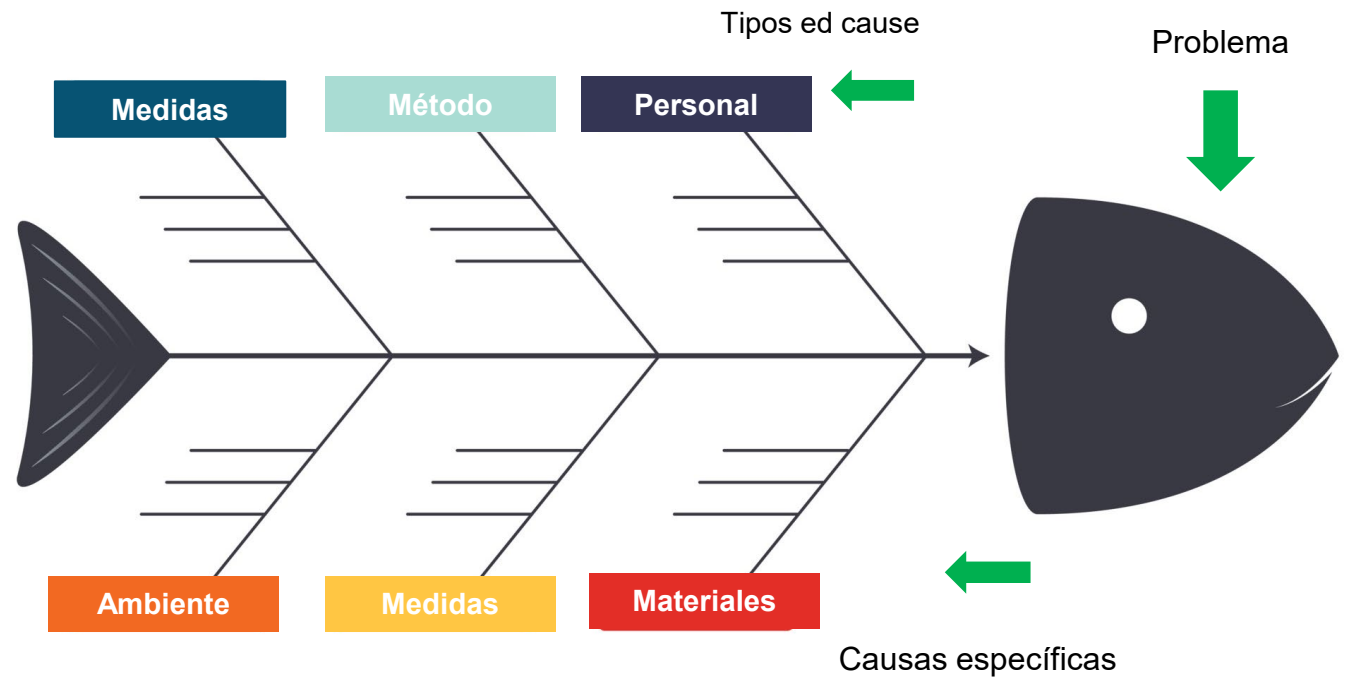 Tipos ed cause
Problema
Medidas
Método
Personal
Ambiente
Medidas
Materiales
Causas específicas